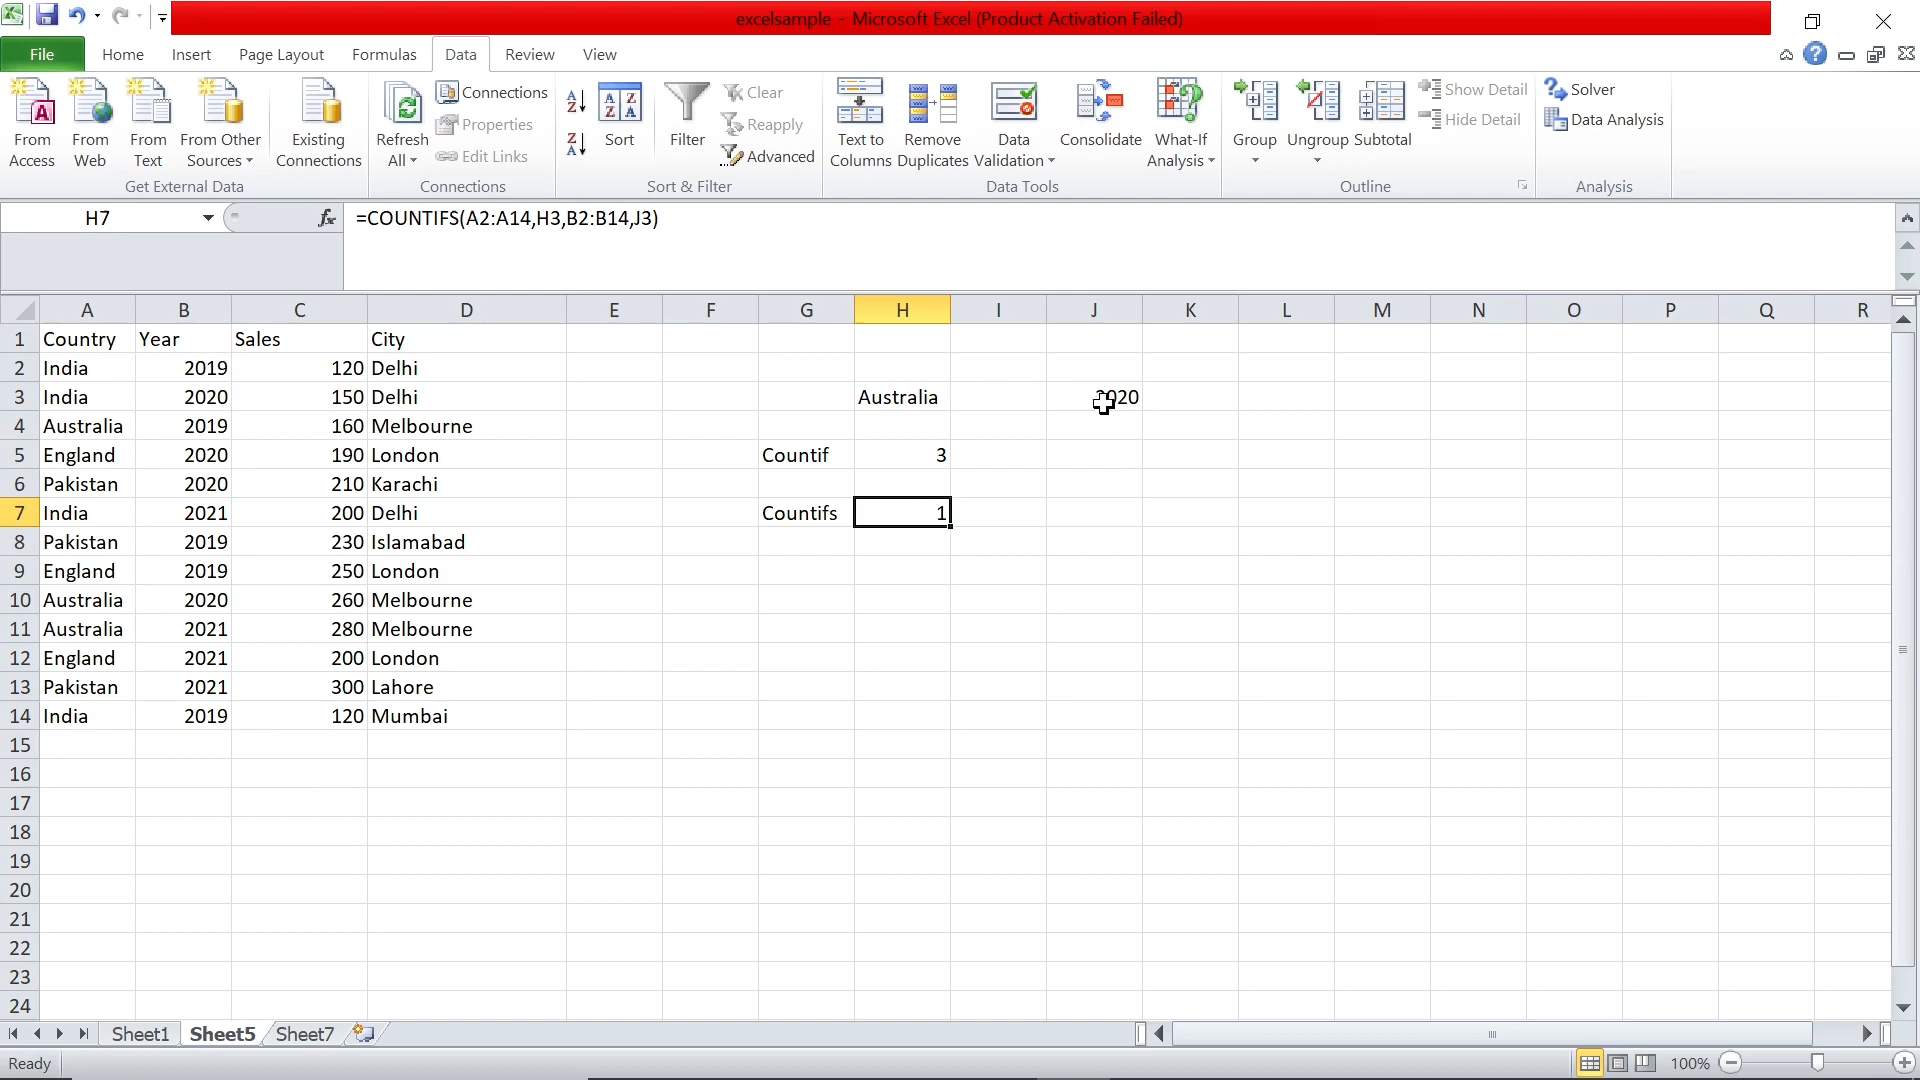 excelsample - Microsoft Excel (Product Activation Failed)
File Home Insert Page Layout Formulas Data Review View
From Access
From Web
From Text
From Other Sources
Existing Connections
Get External Data
Refresh All
Connections
Properties
Edit Links
Connections
Sort
Filter
Clear
Reapply
Advanced
Sort & Filter
Text to Columns
Remove Duplicates
Data Validation
Consolidate
What-If Analysis
Data Tools
Group
Ungroup
Subtotal
Show Detail
Hide Detail
Outline
Solver
Data Analysis
Analysis
H7 fx =COUNTIFS(A2:A14,H3,B2:B14,J3)
A B C D E F G H I J K L M N O P Q R
1 Country Year Sales City
2 India 2019 120 Delhi
3 India 2020 150 Delhi Australia 2020
4 Australia 2019 160 Melbourne
5 England 2020 190 London Countif 3
6 Pakistan 2020 210 Karachi
7 India 2021 200 Delhi Countifs 1
8 Pakistan 2019 230 Islamabad
9 England 2019 250 London
10 Australia 2020 260 Melbourne
11 Australia 2021 280 Melbourne
12 England 2021 200 London
13 Pakistan 2021 300 Lahore
14 India 2019 120 Mumbai
15
16
17
18
19
20
21
22
23
24
Sheet1 Sheet5 Sheet7
Ready 100%